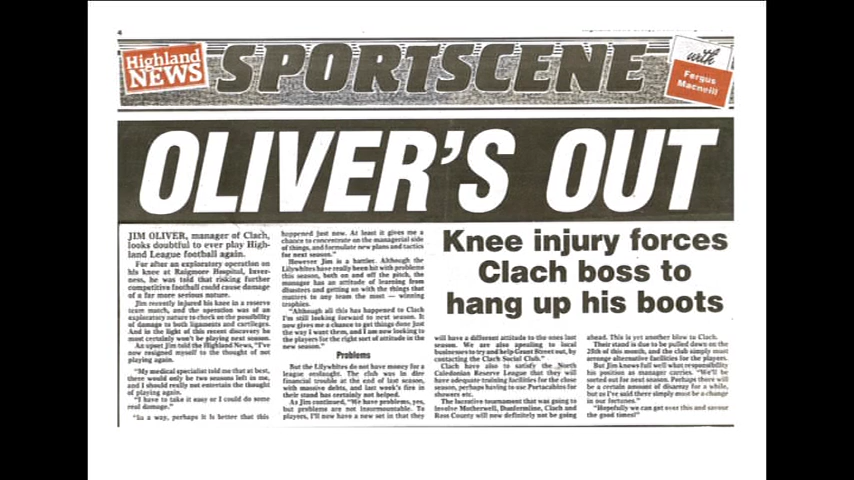 4
Highland
NEWS
SPORTSCENE
with
Fergus
Macneill
OLIVER'S OUT
JIM OLIVER, manager of Clach,
looks doubtful to ever play High-
land League football again.
For after an exploratory operation on
his knee at Raigmore Hospital, Inver-
ness, he was told that risking further
competitive football could cause damage
of a far more serious nature.
Jim recently injured his knee in a reserve
team match, and the operation was of an
exploratory nature to check on the possibility
of damage to both ligaments and cartileges.
And in the light of this recent discovery he
most certainly won't be playing next season.
An upset Jim told the Highland News, "I've
now resigned myself to the thought of not
playing again.
"My medical specialist told me that at best,
there would only be two seasons left in me,
and I should really not entertain the thought
of playing again.
"I have to take it easy or I could do some
real damage."
"In a way, perhaps it is better that this
happened just now. At least it gives me a
chance to concentrate on the managerial side
of things, and formulate new plans and tactics
for next season."
However Jim is a battler. Although the
Lilywhites have really been hit with problems
this season, both on and off the pitch, the
manager has an attitude of learning from
disasters and getting on with the things that
matters to any team the most — winning
trophies.
"Although all this has happened to Clach
I'm still looking forward to next season. It
now gives me a chance to get things done just
the way I want them, and I am now looking to
the players for the right sort of attitude in the
new season."
Problems
But the Lilywhites do not have money for a
league onslaught. The club was in dire
financial trouble at the end of last season,
with massive debts, and last week's fire in
their stand has certainly not helped.
As Jim continued, "We have problems, yes,
but problems are not insurmountable. To
players, I'll now have a new set in that they
Knee injury forces
Clach boss to
hang up his boots
will have a different attitude to the ones last
season. We are also appealing to local
businesses to try and help Grant Street out, by
contacting the Clach Social Club."
Clach have also to satisfy the North
Caledonian Reserve League that they will
have adequate training facilities for the close
season, perhaps having to use Portacabins for
showers etc.
The lucrative tournament that was going to
involve Motherwell, Dunfermline, Clach and
Ross County will now definitely not be going
ahead. This is yet another blow to Clach.
Their stand is due to be pulled down on the
28th of this month, and the club simply must
arrange alternative facilities for the players.
But Jim knows full well what responsibility
his position as manager carries. "We'll be
sorted out for next season. Perhaps there will
be a certain amount of disarray for a while,
but as I've said there simply must be a change
in our fortunes."
"Hopefully we can get over this and savour
the good times!"